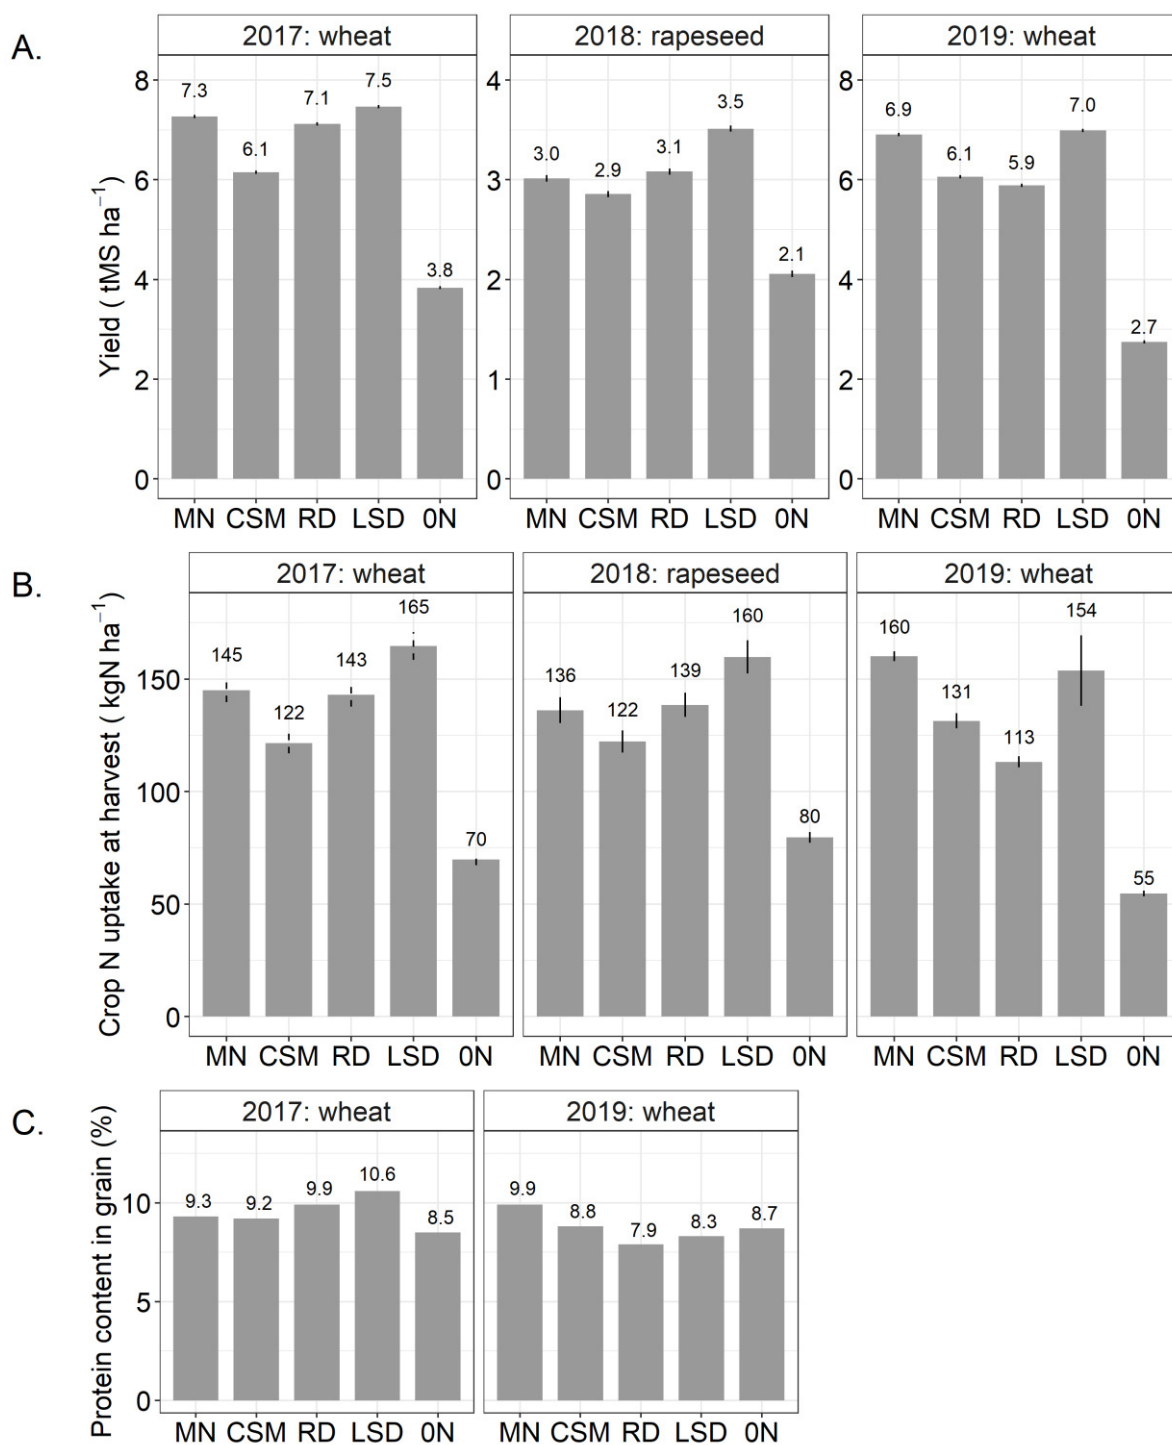 A.
2017: wheat
2018: rapeseed
2019: wheat
Yield ( tMS ha⁻¹)
8
6
4
2
0
7.3
6.1
7.1
7.5
3.8
MN CSM RD LSD 0N
4
3
2
1
0
3.0
2.9
3.1
3.5
2.1
MN CSM RD LSD 0N
8
6
4
2
0
6.9
6.1
5.9
7.0
2.7
MN CSM RD LSD 0N
B.
2017: wheat
2018: rapeseed
2019: wheat
Crop N uptake at harvest ( kgN ha⁻¹)
150
100
50
0
145
122
143
165
70
MN CSM RD LSD 0N
136
122
139
160
80
MN CSM RD LSD 0N
160
131
113
154
55
MN CSM RD LSD 0N
C.
2017: wheat
2019: wheat
Protein content in grain (%)
10
5
0
9.3
9.2
9.9
10.6
8.5
MN CSM RD LSD 0N
9.9
8.8
7.9
8.3
8.7
MN CSM RD LSD 0N